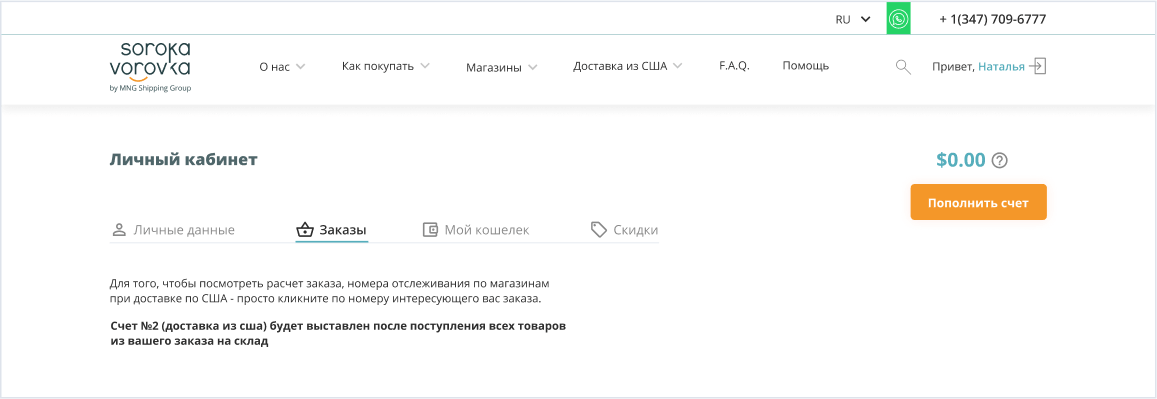 RU
+ 1(347) 709-6777
soroka
vorovka
by MNG Shipping Group
О нас
Как покупать
Магазины
Доставка из США
F.A.Q.
Помощь
Привет, Наталья
Личный кабинет
$0.00
Пополнить счет
Личные данные
Заказы
Мой кошелек
Скидки
Для того, чтобы посмотреть расчет заказа, номера отслеживания по магазинам
при доставке по США - просто кликните по номеру интересующего вас заказа.
Счет №2 (доставка из сша) будет выставлен после поступления всех товаров
из вашего заказа на склад